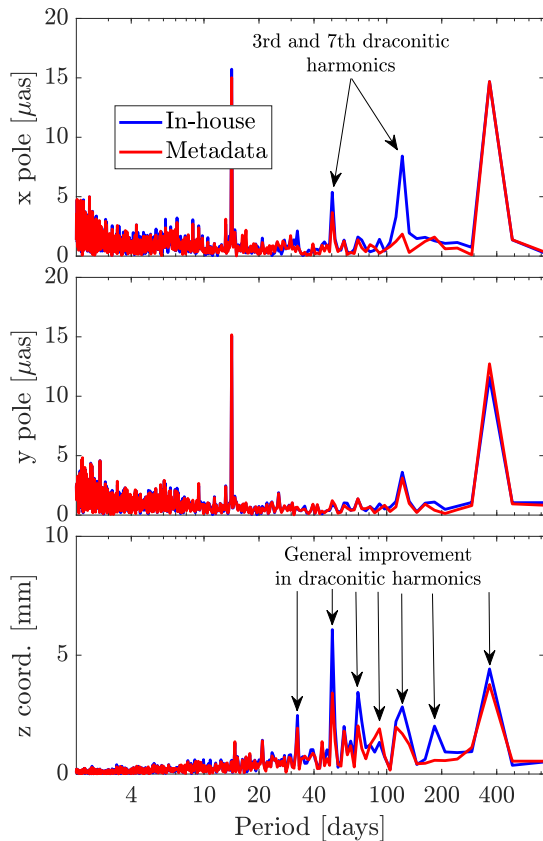 20
15
10
5
0
x pole [μas]
3rd and 7th draconitic
harmonics
In-house
Metadata
20
15
10
5
0
y pole [μas]
10
5
0
z coord. [mm]
General improvement
in draconitic harmonics
4 10 20 40 100 200 400
Period [days]